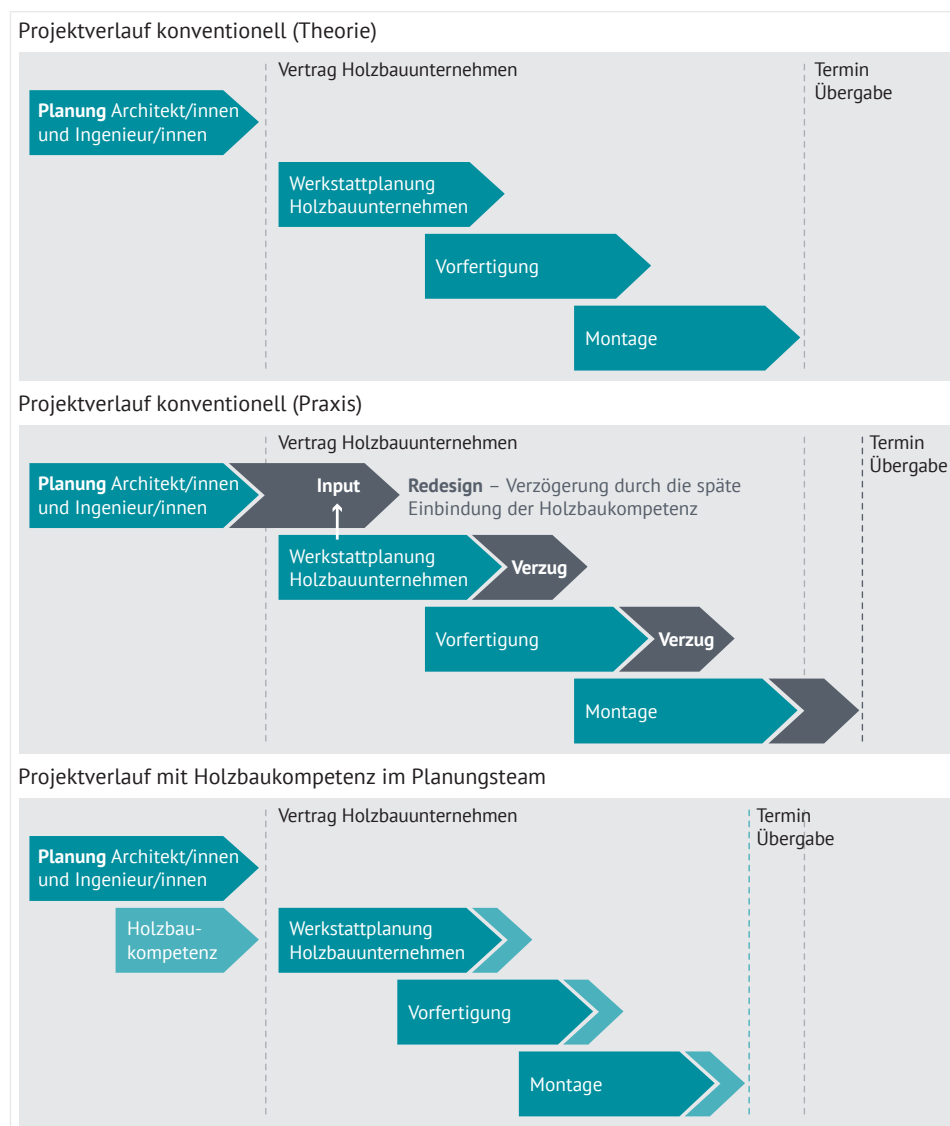 Projektverlauf konventionell (Theorie)
Vertrag Holzbauunternehmen
Termin
Übergabe
Planung Architekt/innen
und Ingenieur/innen
Werkstattplanung
Holzbauunternehmen
Vorfertigung
Montage
Projektverlauf konventionell (Praxis)
Vertrag Holzbauunternehmen
Termin
Übergabe
Planung Architekt/innen
und Ingenieur/innen
Input
Redesign – Verzögerung durch die späte
Einbindung der Holzbaukompetenz
Werkstattplanung
Holzbauunternehmen
Verzug
Vorfertigung
Verzug
Montage
Projektverlauf mit Holzbaukompetenz im Planungsteam
Vertrag Holzbauunternehmen
Termin
Übergabe
Planung Architekt/innen
und Ingenieur/innen
Holzbau-
kompetenz
Werkstattplanung
Holzbauunternehmen
Vorfertigung
Montage